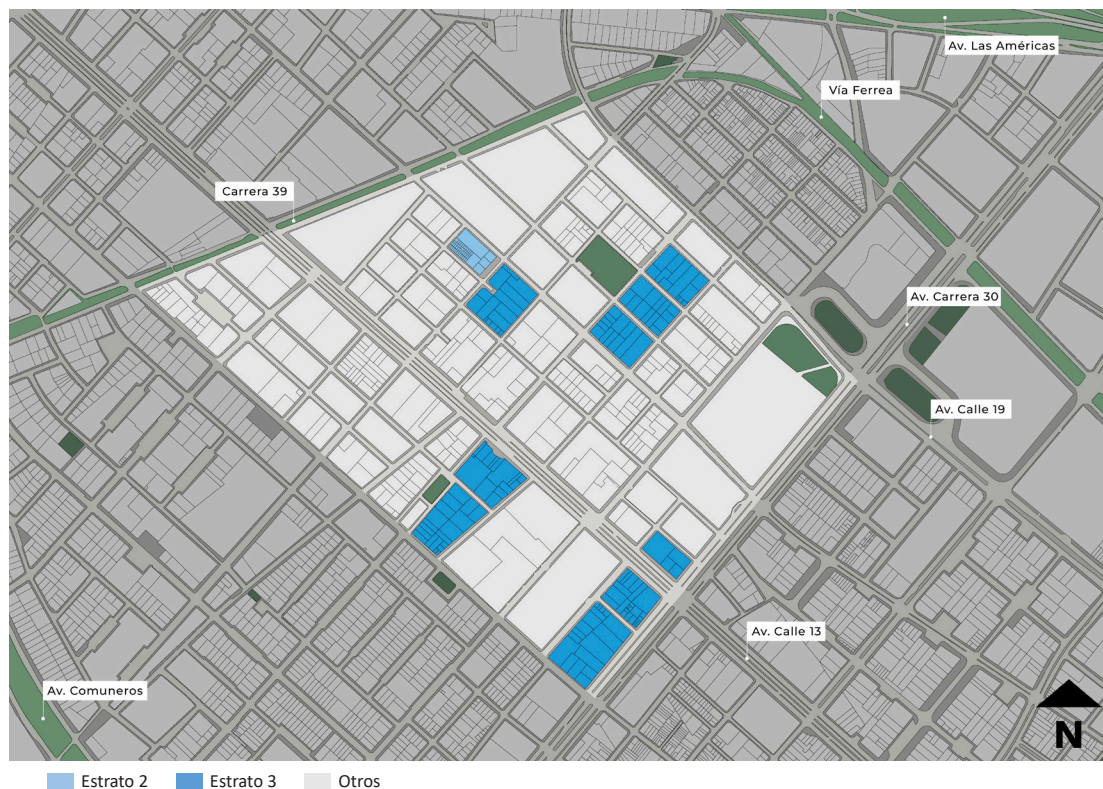 Av. Las Américas
Vía Ferrea
Carrera 39
Av. Carrera 30
Av. Calle 19
Av. Calle 13
Av. Comuneros
N
Estrato 2
Estrato 3
Otros